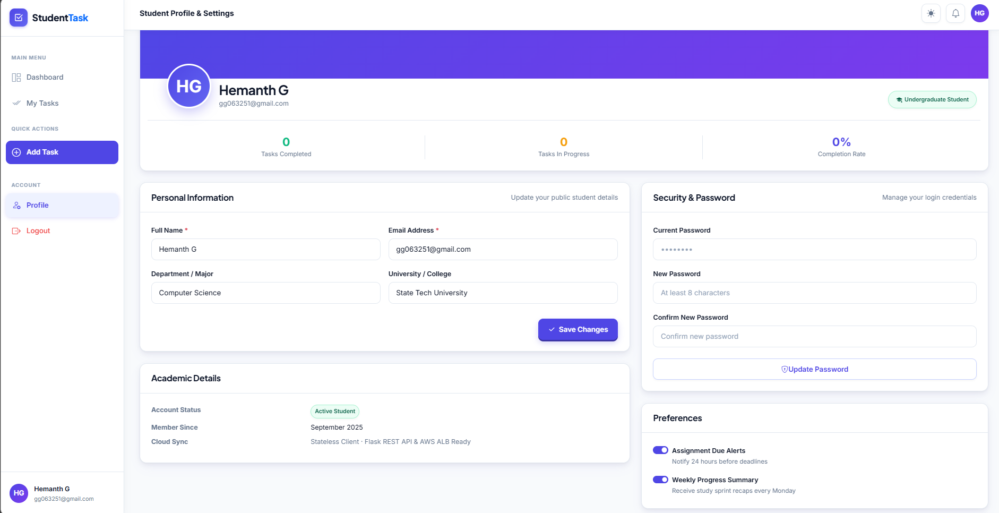 StudentTask
MAIN MENU
Dashboard
My Tasks
QUICK ACTIONS
Add Task
ACCOUNT
Profile
Logout
HG
Hemanth G
gg063251@gmail.com
Student Profile & Settings
HG
HG
Hemanth G
gg063251@gmail.com
Undergraduate Student
0
Tasks Completed
0
Tasks In Progress
0%
Completion Rate
Personal Information
Update your public student details
Full Name *
Hemanth G
Email Address *
gg063251@gmail.com
Department / Major
Computer Science
University / College
State Tech University
Save Changes
Academic Details
Account Status
Active Student
Member Since
September 2025
Cloud Sync
Stateless Client · Flask REST API & AWS ALB Ready
Security & Password
Manage your login credentials
Current Password
••••••••
New Password
At least 8 characters
Confirm New Password
Confirm new password
Update Password
Preferences
Assignment Due Alerts
Notify 24 hours before deadlines
Weekly Progress Summary
Receive study sprint recaps every Monday